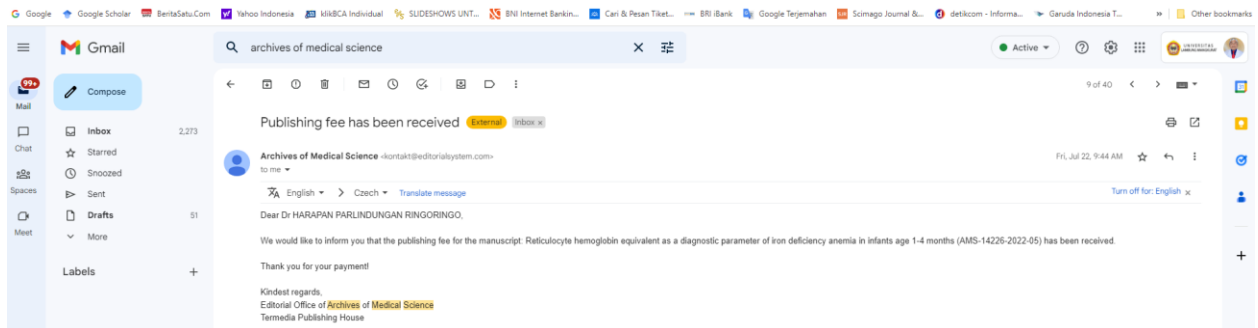 Google
Google Scholar
BeritaSatu.Com
Yahoo Indonesia
klikBCA Individual
SLIDESHOWS UNT...
BNI Internet Bankin...
Cari & Pesan Tiket...
BRI iBank
Google Terjemahan
Scimago Journal &...
detikcom - Informa...
Garuda Indonesia T...
»
Other bookmarks
Gmail
archives of medical science
Active
99+
Mail
Compose
9 of 40
Publishing fee has been received External Inbox x
Inbox 2,273
Chat
Starred
Archives of Medical Science <kontakt@editorialsystem.com>
Fri, Jul 22, 9:44 AM
to me
Snoozed
Spaces
Sent
English > Czech Translate message
Turn off for: English x
Drafts 51
Meet
More
Dear Dr HARAPAN PARLINDUNGAN RINGORINGO,
We would like to inform you that the publishing fee for the manuscript: Reticulocyte hemoglobin equivalent as a diagnostic parameter of iron deficiency anemia in infants age 1-4 months (AMS-14226-2022-05) has been received.
Labels +
Thank you for your payment!
Kindest regards,
Editorial Office of Archives of Medical Science
Termedia Publishing House